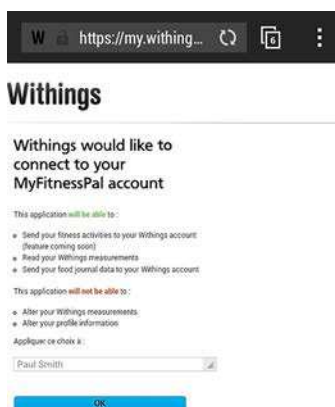 W https://my.withing... 6
Withings
Withings would like to
connect to your
MyFitnessPal account
This application will be able to :
Send your fitness activities to your Withings account
(feature coming soon)
Read your Withings measurements
Send your food journal data to your Withings account
This application will not be able to :
Alter your Withings measurements
Alter your profile information
Appliquer ce choix à :
Paul Smith
OK